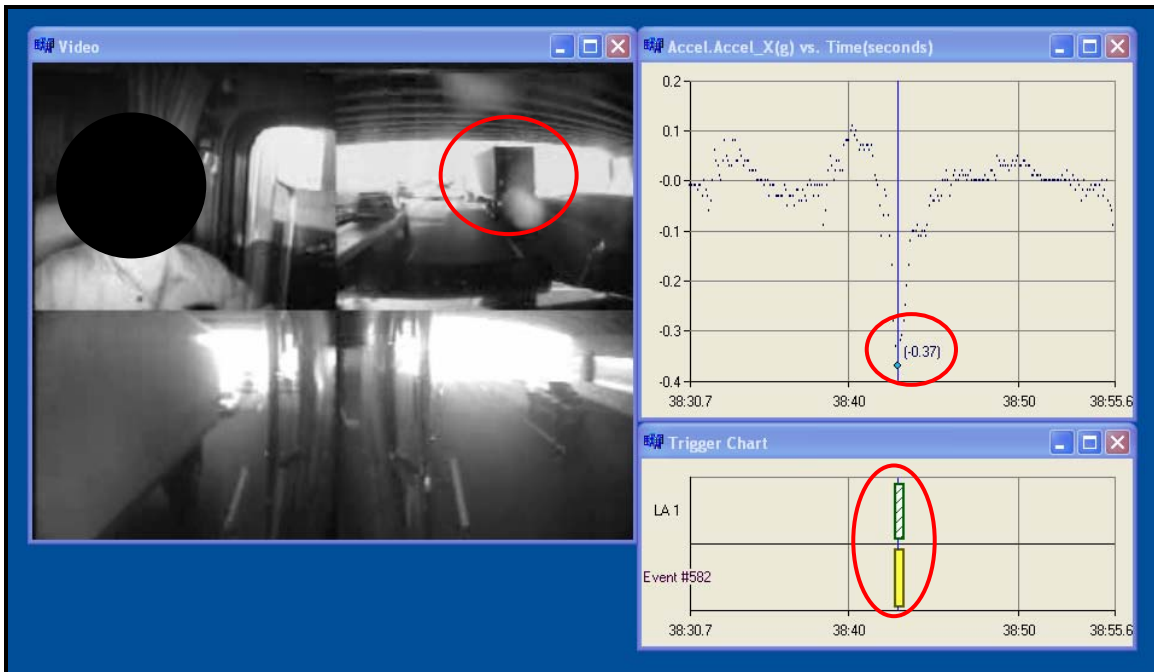 Video
Accel.Accel_X(g) vs. Time(seconds)
0.2
0.1
-0.0
-0.1
-0.2
-0.3
(-0.37)
-0.4
38:30.7 38:40 38:50 38:55.6
Trigger Chart
LA 1
Event #582
38:30.7 38:40 38:50 38:55.6